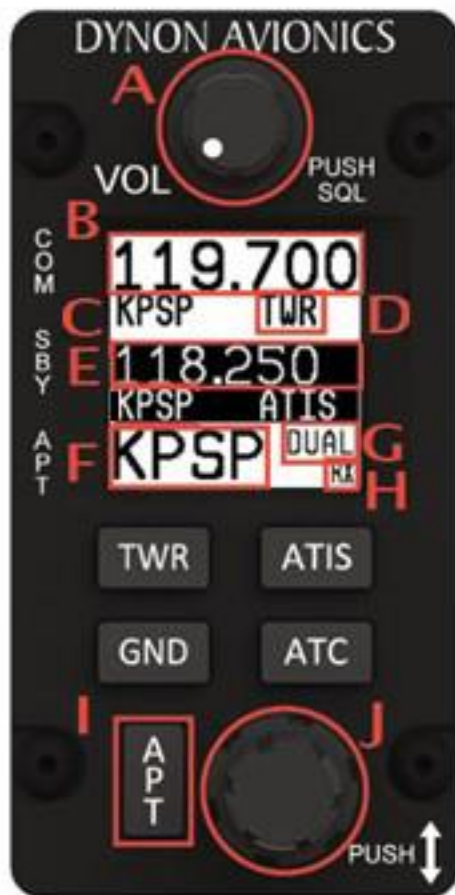 DYNON AVIONICS
A
VOL
PUSH
SQL
B
COM
119.700
C
KPSP TWR
D
SBY
E
118.250
KPSP ATIS
APT
F
KPSP
DUAL
G
RX
H
TWR
ATIS
GND
ATC
I
APT
J
PUSH